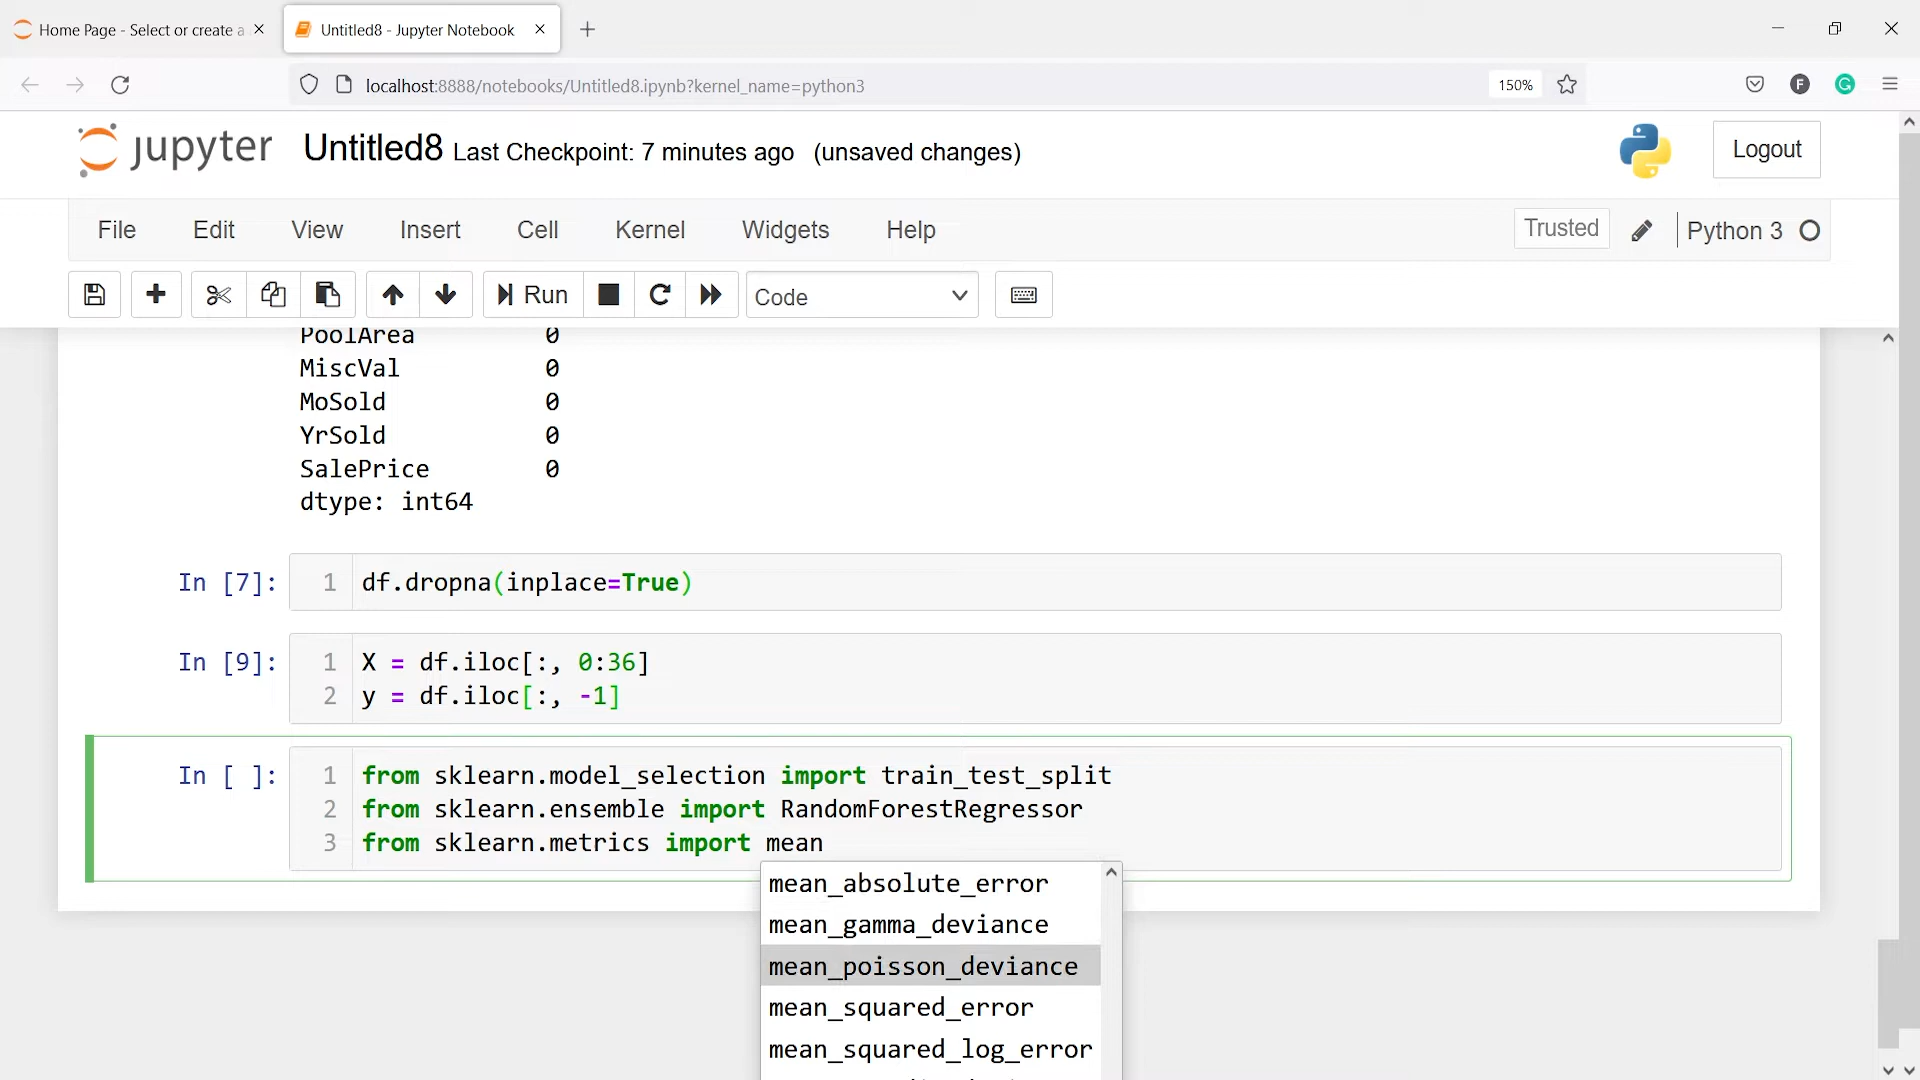 Home Page - Select or create a
Untitled8 - Jupyter Notebook
localhost:8888/notebooks/Untitled8.ipynb?kernel_name=python3
150%
F
G
jupyter
Untitled8 Last Checkpoint: 7 minutes ago (unsaved changes)
Logout
File Edit View Insert Cell Kernel Widgets Help
Trusted
Python 3
Run
Code
PoolArea 0
MiscVal 0
MoSold 0
YrSold 0
SalePrice 0
dtype: int64
In [7]: 1 df.dropna(inplace=True)
In [9]: 1 X = df.iloc[:, 0:36]
2 y = df.iloc[:, -1]
In [ ]: 1 from sklearn.model_selection import train_test_split
2 from sklearn.ensemble import RandomForestRegressor
3 from sklearn.metrics import mean
mean_absolute_error
mean_gamma_deviance
mean_poisson_deviance
mean_squared_error
mean_squared_log_error